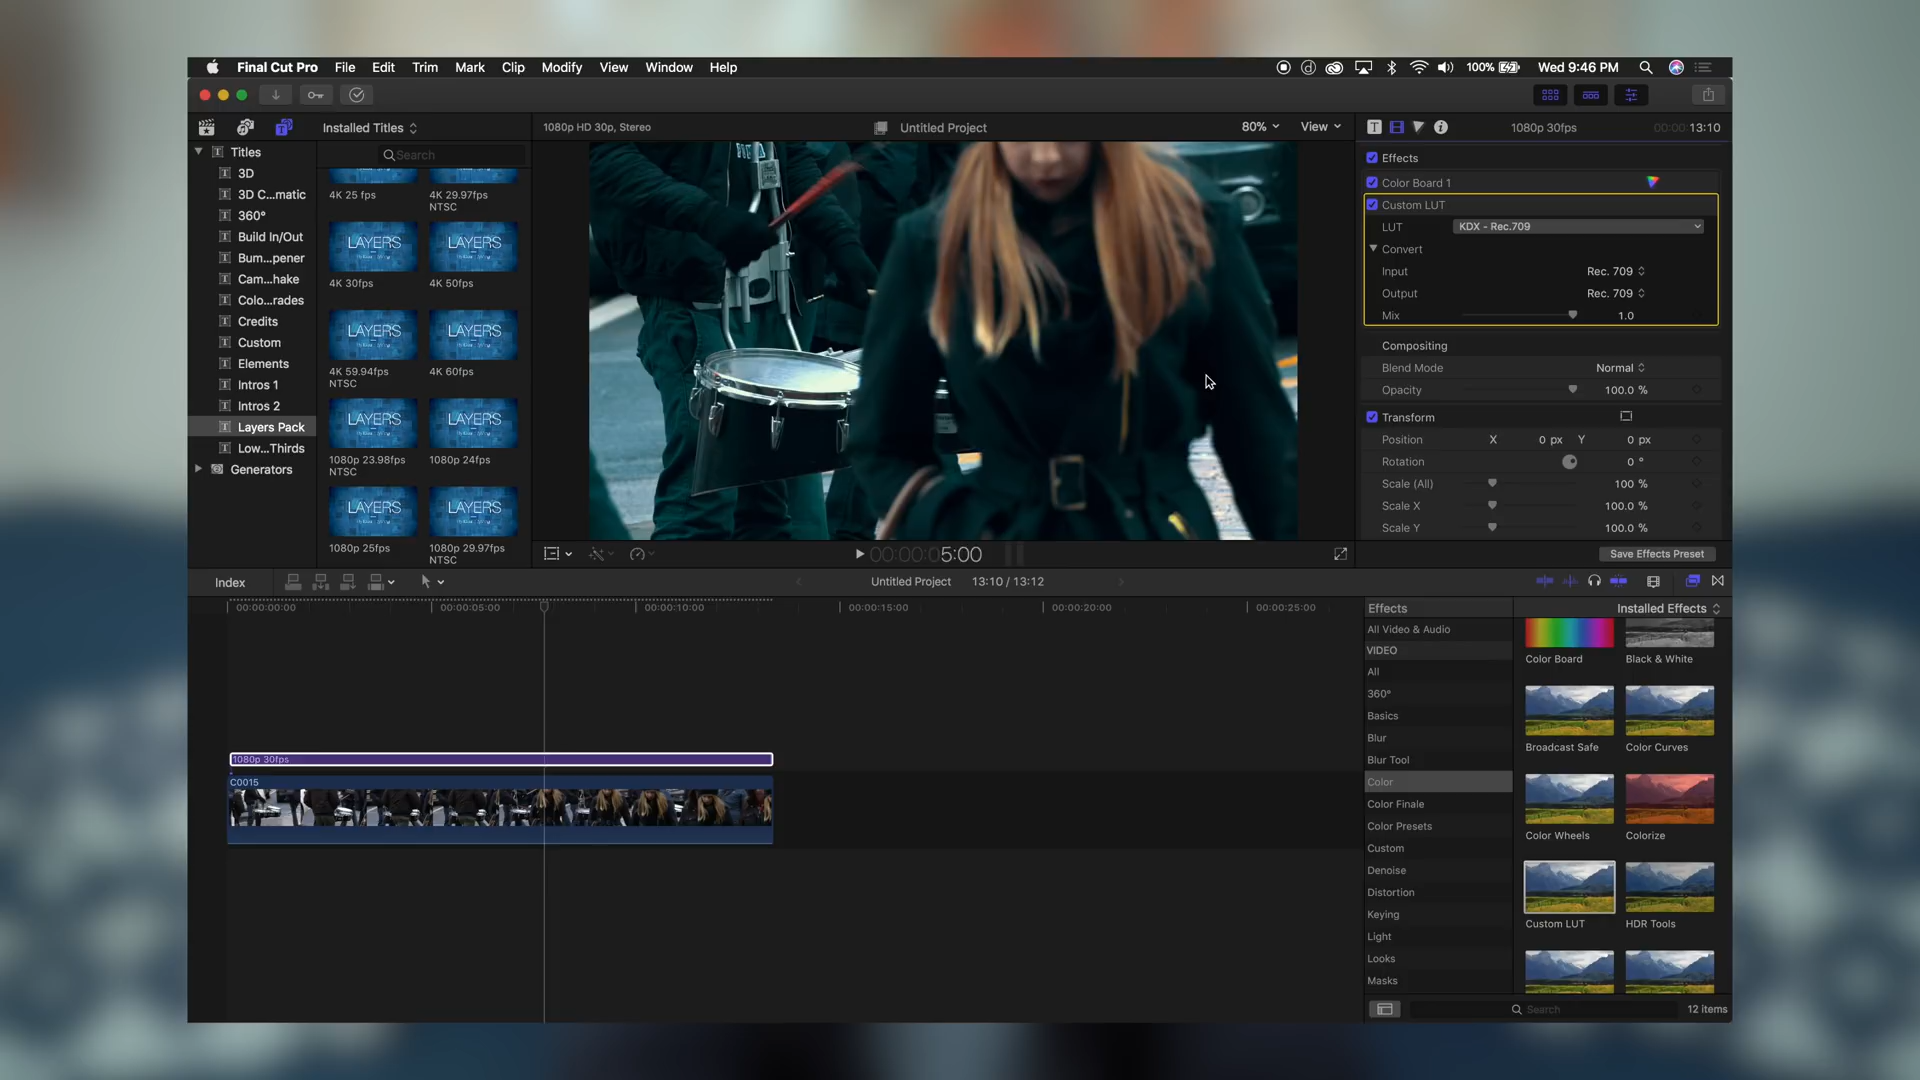 Final Cut Pro File Edit Trim Mark Clip Modify View Window Help
100% Wed 9:46 PM
Installed Titles
1080p HD 30p, Stereo
Untitled Project
80% View
1080p 30fps
00:00:13:10
Titles
3D
3D C...matic
360°
Build In/Out
Bum...pener
Cam...hake
Colo...rades
Credits
Custom
Elements
Intros 1
Intros 2
Layers Pack
Low...Thirds
Generators
Search
4K 25 fps
4K 29.97fps
NTSC
LAYERS
LAYERS
4K 30fps
4K 50fps
LAYERS
LAYERS
4K 59.94fps
NTSC
4K 60fps
LAYERS
LAYERS
1080p 23.98fps
NTSC
1080p 24fps
LAYERS
LAYERS
1080p 25fps
1080p 29.97fps
NTSC
Effects
Color Board 1
Custom LUT
LUT KDX - Rec.709
Convert
Input Rec. 709
Output Rec. 709
Mix 1.0
Compositing
Blend Mode Normal
Opacity 100.0 %
Transform
Position X 0 px Y 0 px
Rotation 0 °
Scale (All) 100 %
Scale X 100.0 %
Scale Y 100.0 %
Save Effects Preset
00:00:05:00
Index
Untitled Project 13:10 / 13:12
00:00:00:00 00:00:05:00 00:00:10:00 00:00:15:00 00:00:20:00 00:00:25:00
1080p 30fps
C0015
Effects
Installed Effects
All Video & Audio
VIDEO
All
360°
Basics
Blur
Blur Tool
Color
Color Finale
Color Presets
Custom
Denoise
Distortion
Keying
Light
Looks
Masks
Color Board
Black & White
Broadcast Safe
Color Curves
Color Wheels
Colorize
Custom LUT
HDR Tools
Search
12 items